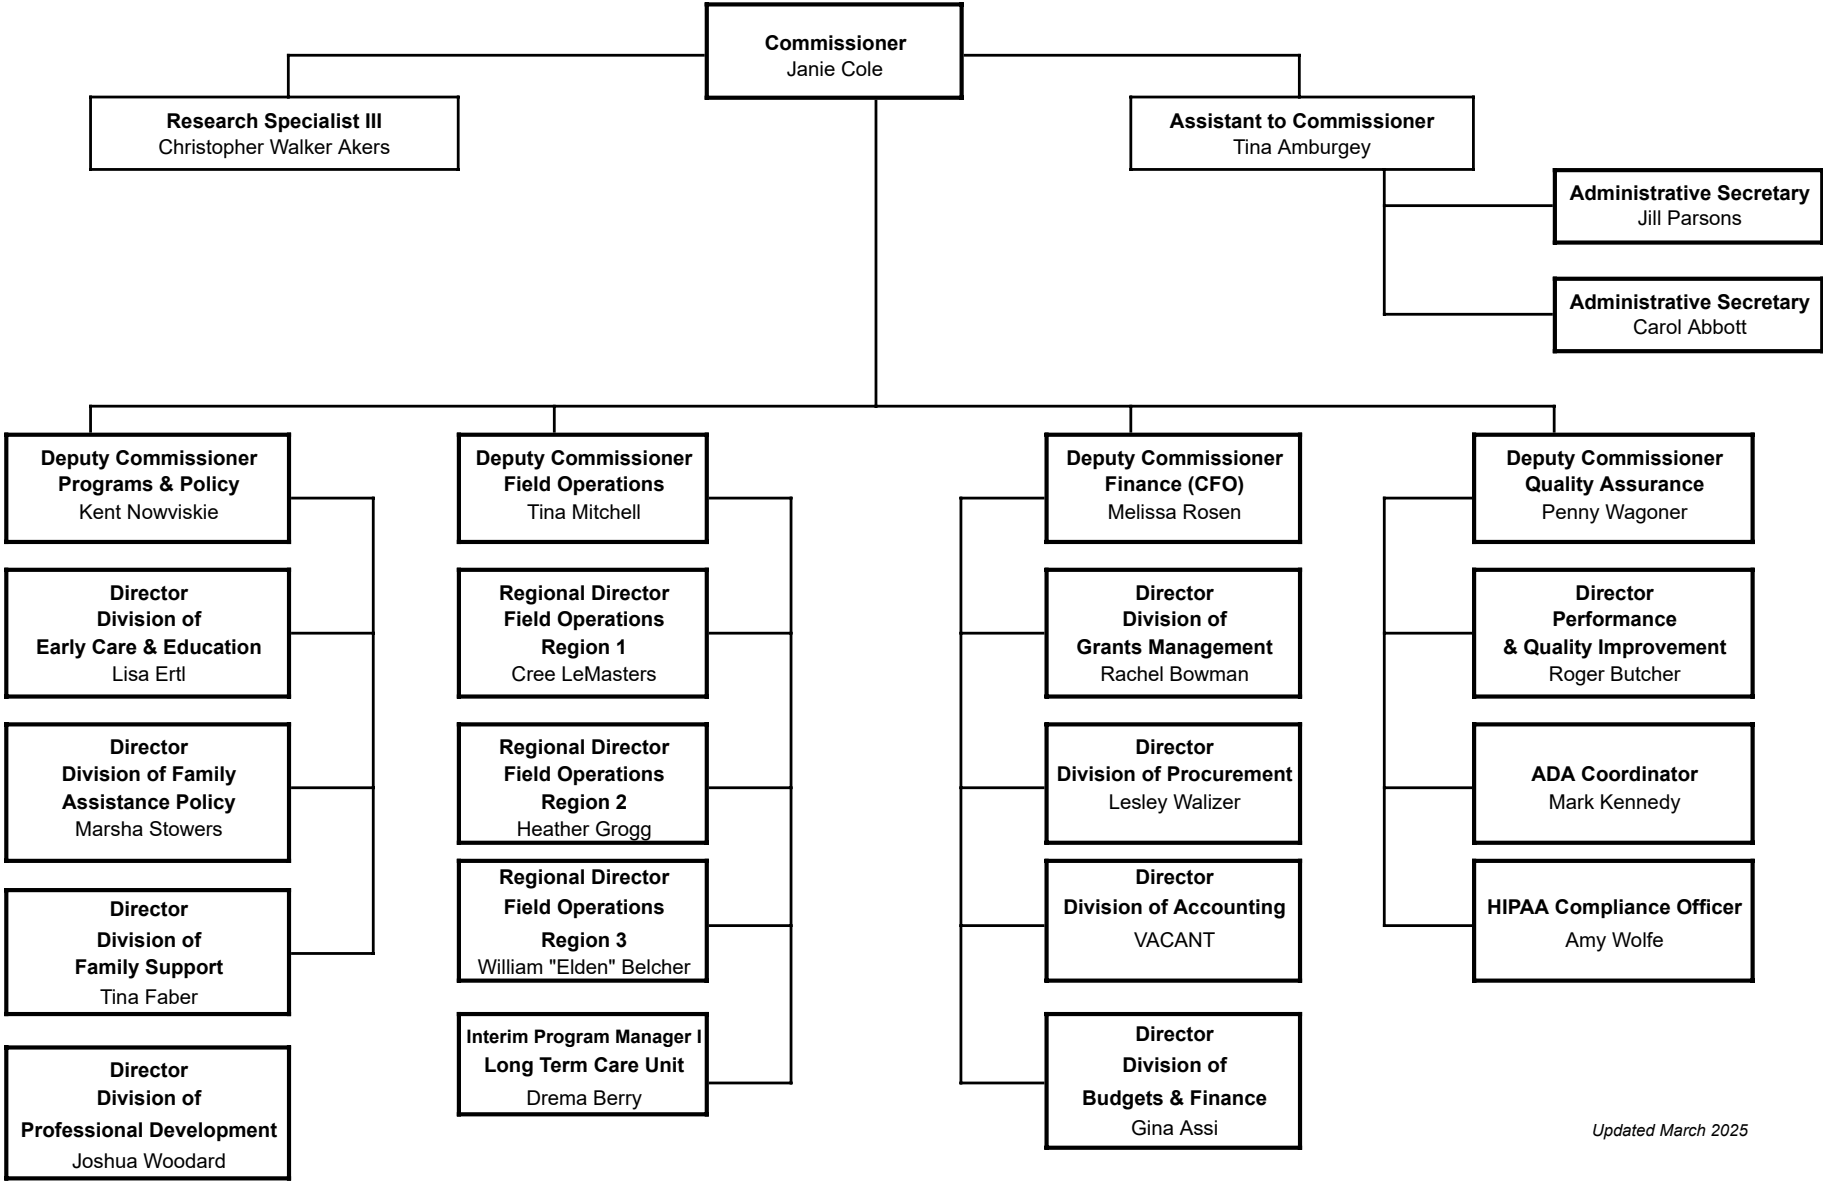 Commissioner
Janie Cole
Research Specialist III
Christopher Walker Akers
Assistant to Commissioner
Tina Amburgey
Administrative Secretary
Jill Parsons
Administrative Secretary
Carol Abbott
Deputy Commissioner
Programs & Policy
Kent Nowviskie
Director
Division of
Early Care & Education
Lisa Ertl
Director
Division of Family
Assistance Policy
Marsha Stowers
Director
Division of
Family Support
Tina Faber
Director
Division of
Professional Development
Joshua Woodard
Deputy Commissioner
Field Operations
Tina Mitchell
Regional Director
Field Operations
Region 1
Cree LeMasters
Regional Director
Field Operations
Region 2
Heather Grogg
Regional Director
Field Operations
Region 3
William "Elden" Belcher
Interim Program Manager I
Long Term Care Unit
Drema Berry
Deputy Commissioner
Finance (CFO)
Melissa Rosen
Director
Division of
Grants Management
Rachel Bowman
Director
Division of Procurement
Lesley Walizer
Director
Division of Accounting
VACANT
Director
Division of
Budgets & Finance
Gina Assi
Deputy Commissioner
Quality Assurance
Penny Wagoner
Director
Performance
& Quality Improvement
Roger Butcher
ADA Coordinator
Mark Kennedy
HIPAA Compliance Officer
Amy Wolfe
Updated March 2025